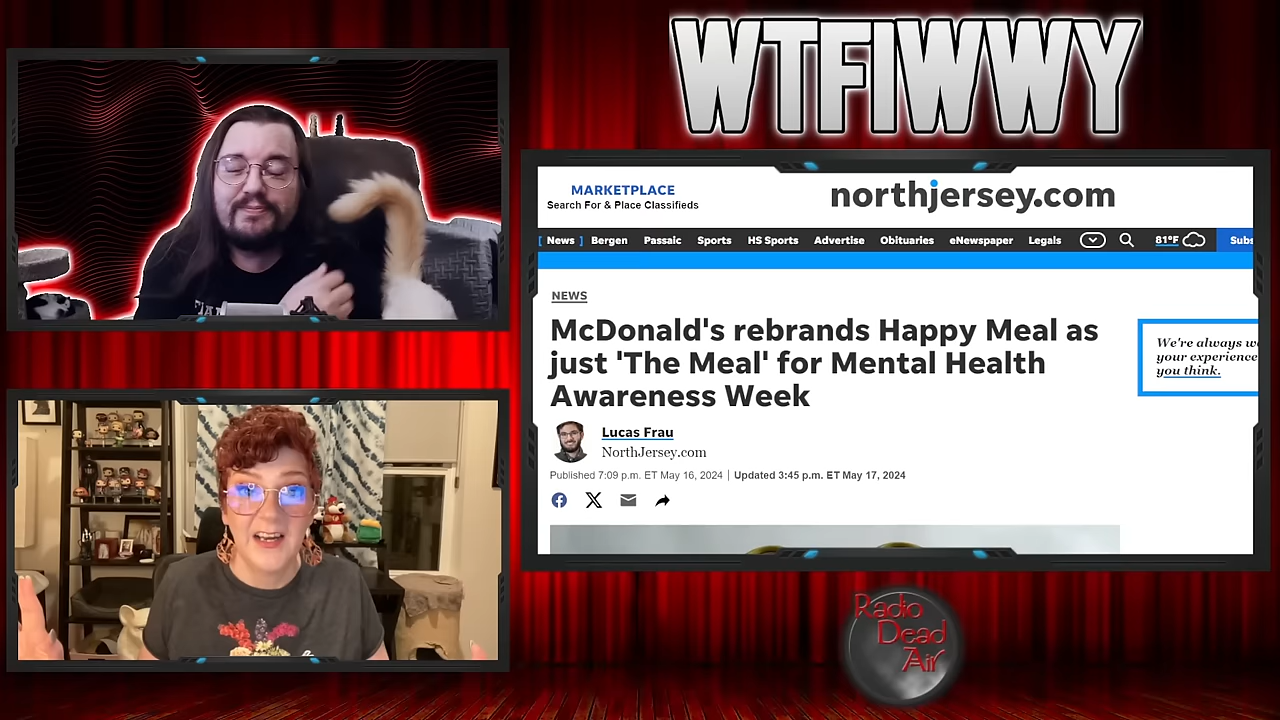 WTFIWWY
MARKETPLACE
Search For & Place Classifieds
northjersey.com
[ News ] Bergen Passaic Sports HS Sports Advertise Obituaries eNewspaper Legals 81°F Subs
NEWS
McDonald's rebrands Happy Meal as
just 'The Meal' for Mental Health
Awareness Week
We're always
your experience
you think.
Lucas Frau
NorthJersey.com
Published 7:09 p.m. ET May 16, 2024 | Updated 3:45 p.m. ET May 17, 2024
Radio
Dead
Air